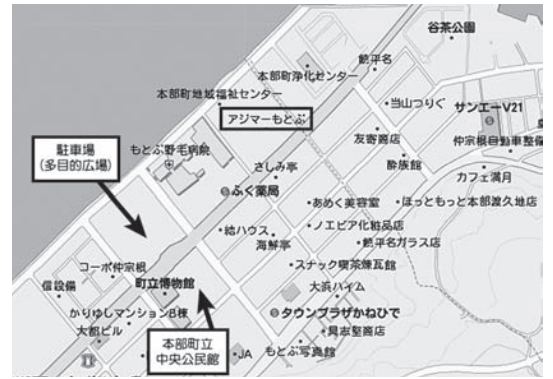 谷茶公園
饒平名
本部町浄化センター
本部町地域福祉センター
当山つりぐ
サンエーV21
アジマーもとぶ
駐車場
(多目的広場)
もとぶ野毛病院
友寄商店
仲宗根自動車整備
さしみ亭
酔族館
カフェ満月
ふく薬局
あめく美容室
ほっともっと本部渡久地店
結ハウス
ノエビア化粧品店
海鮮亭
饒平名ガラス店
コーポ仲宗根
スナック喫茶煉瓦館
信設備
町立博物館
大浜ハイム
かりゆしマンションB棟
タウンプラザかねひで
大都ビル
具志堅商店
本部町立
中央公民館
JA
もとぶ写真館